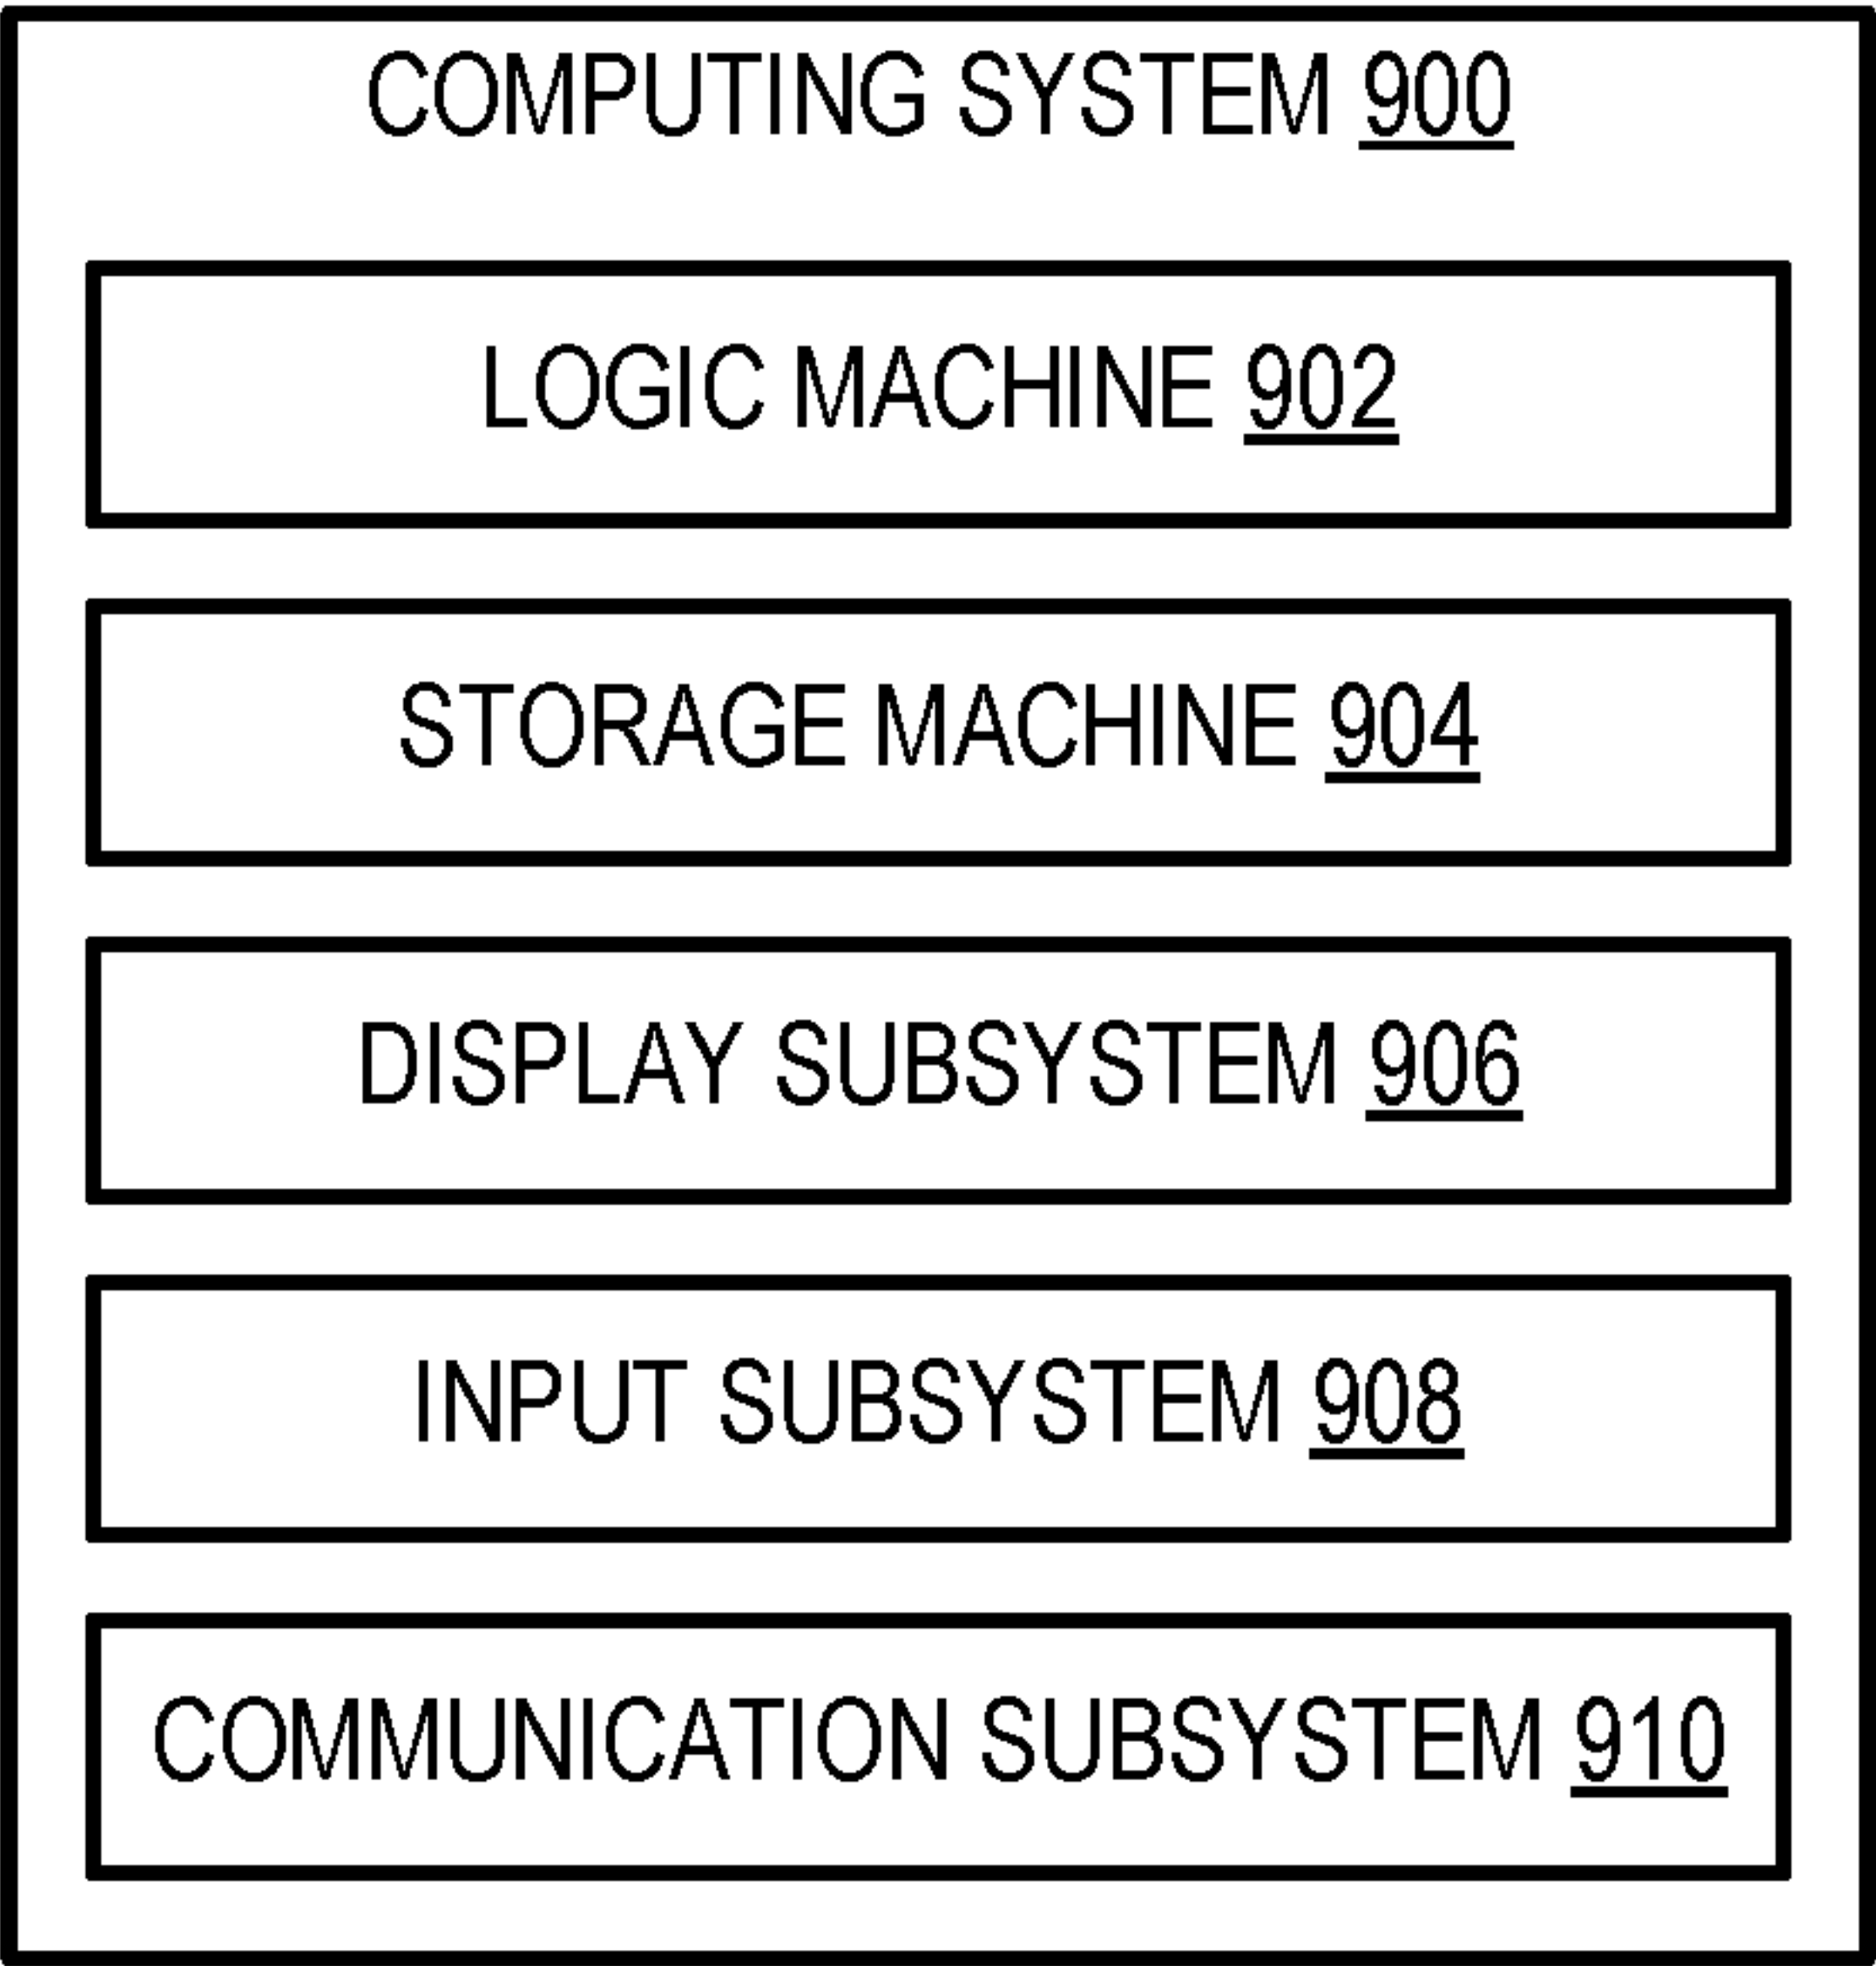 COMPUTING SYSTEM 900
LOGIC MACHINE 902
STORAGE MACHINE 904
DISPLAY SUBSYSTEM 906
INPUT SUBSYSTEM 908
COMMUNICATION SUBSYSTEM 910